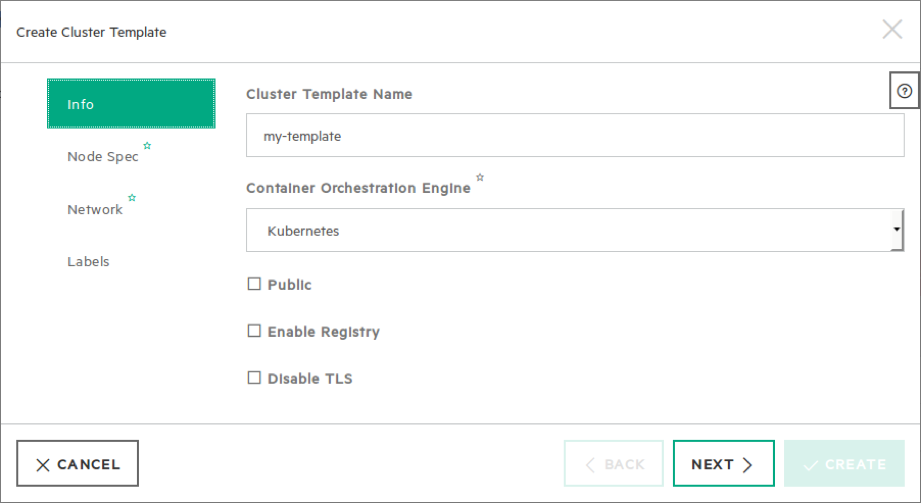 Create Cluster Template
Info
Node Spec
Network
Labels
Cluster Template Name
my-template
Container Orchestration Engine
Kubernetes
Public
Enable Registry
Disable TLS
CANCEL
BACK
NEXT
CREATE